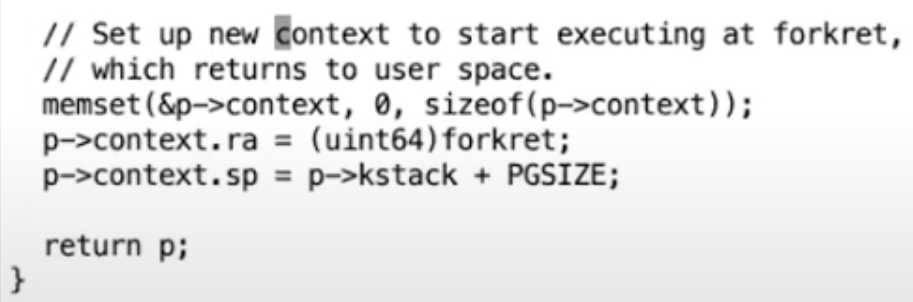 // Set up new context to start executing at forkret,
// which returns to user space.
memset(&p->context, 0, sizeof(p->context));
p->context.ra = (uint64)forkret;
p->context.sp = p->kstack + PGSIZE;
return p;
}